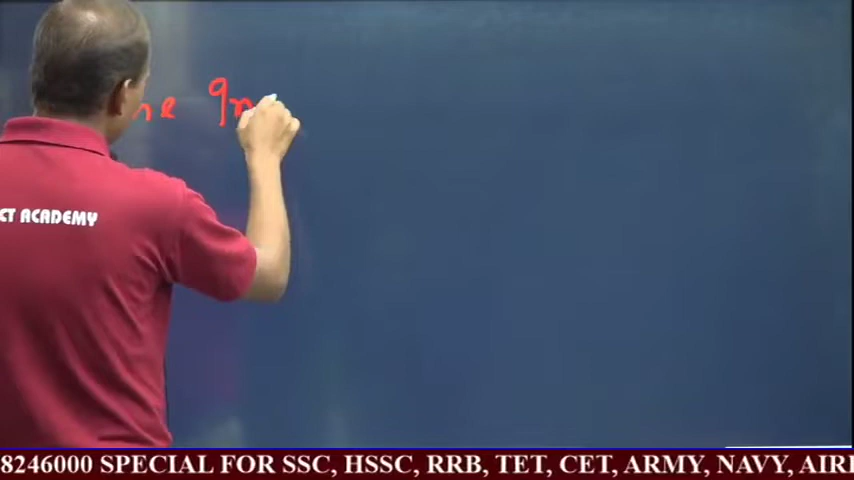 CT ACADEMY
8246000 SPECIAL FOR SSC, HSSC, RRB, TET, CET, ARMY, NAVY, AIR